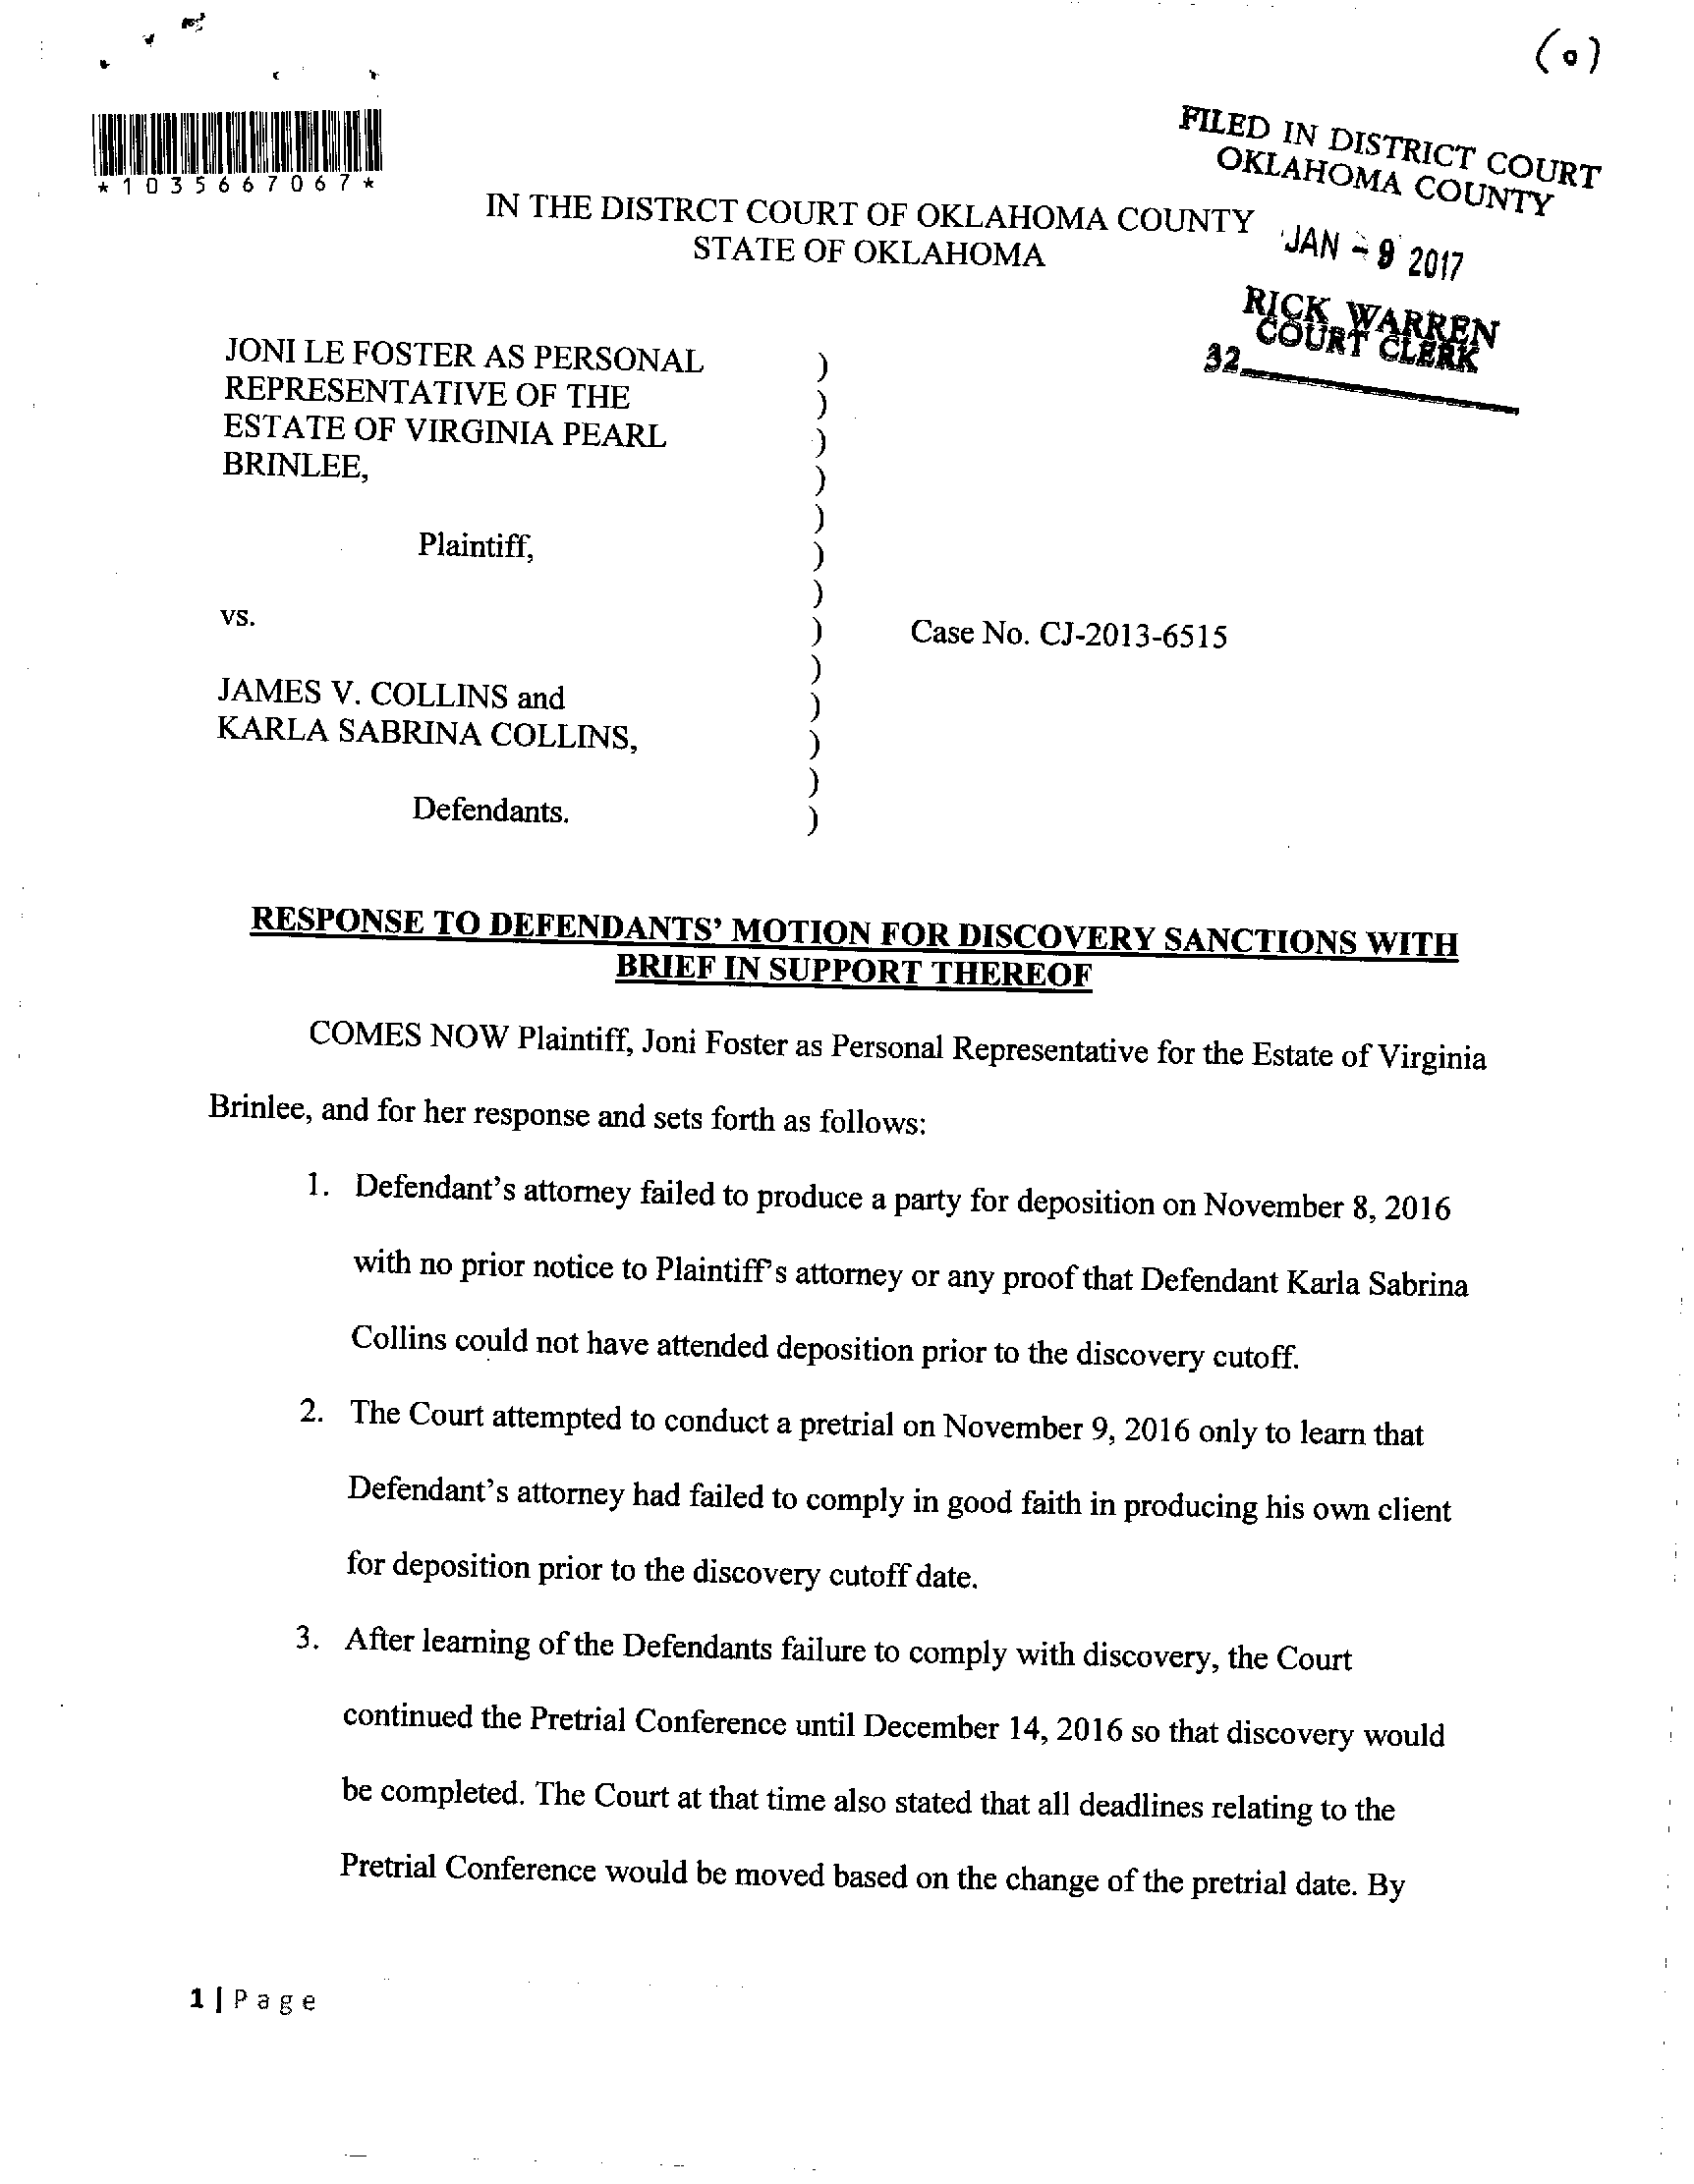 (0)
FILED IN DISTRICT COURT
OKLAHOMA COUNTY
*1035667067*
IN THE DISTRCT COURT OF OKLAHOMA COUNTY
STATE OF OKLAHOMA
JAN - 9 2017
RICK WARREN
COURT CLERK
32
JONI LE FOSTER AS PERSONAL )
REPRESENTATIVE OF THE )
ESTATE OF VIRGINIA PEARL )
BRINLEE, )
)
Plaintiff, )
)
vs. ) Case No. CJ-2013-6515
)
JAMES V. COLLINS and )
KARLA SABRINA COLLINS, )
)
Defendants. )
RESPONSE TO DEFENDANTS' MOTION FOR DISCOVERY SANCTIONS WITH
BRIEF IN SUPPORT THEREOF
COMES NOW Plaintiff, Joni Foster as Personal Representative for the Estate of Virginia
Brinlee, and for her response and sets forth as follows:
1. Defendant's attorney failed to produce a party for deposition on November 8, 2016
with no prior notice to Plaintiff's attorney or any proof that Defendant Karla Sabrina
Collins could not have attended deposition prior to the discovery cutoff.
2. The Court attempted to conduct a pretrial on November 9, 2016 only to learn that
Defendant's attorney had failed to comply in good faith in producing his own client
for deposition prior to the discovery cutoff date.
3. After learning of the Defendants failure to comply with discovery, the Court
continued the Pretrial Conference until December 14, 2016 so that discovery would
be completed. The Court at that time also stated that all deadlines relating to the
Pretrial Conference would be moved based on the change of the pretrial date. By
1 | Page